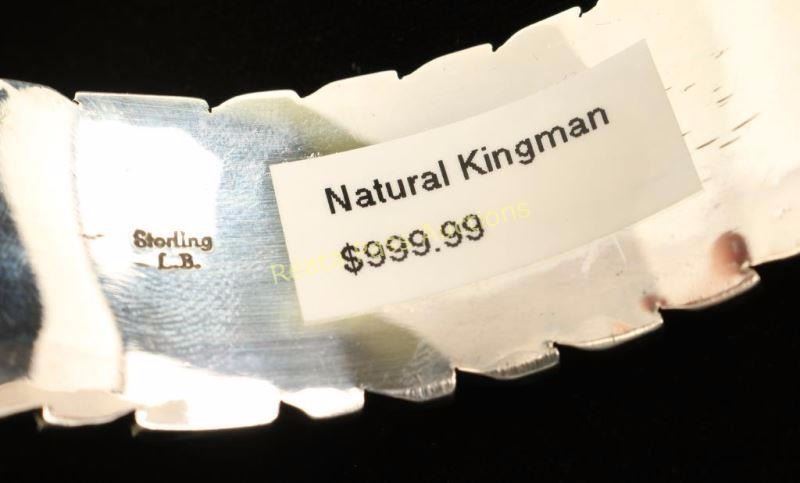 Sterling
L.B.
Natural Kingman
$999.99